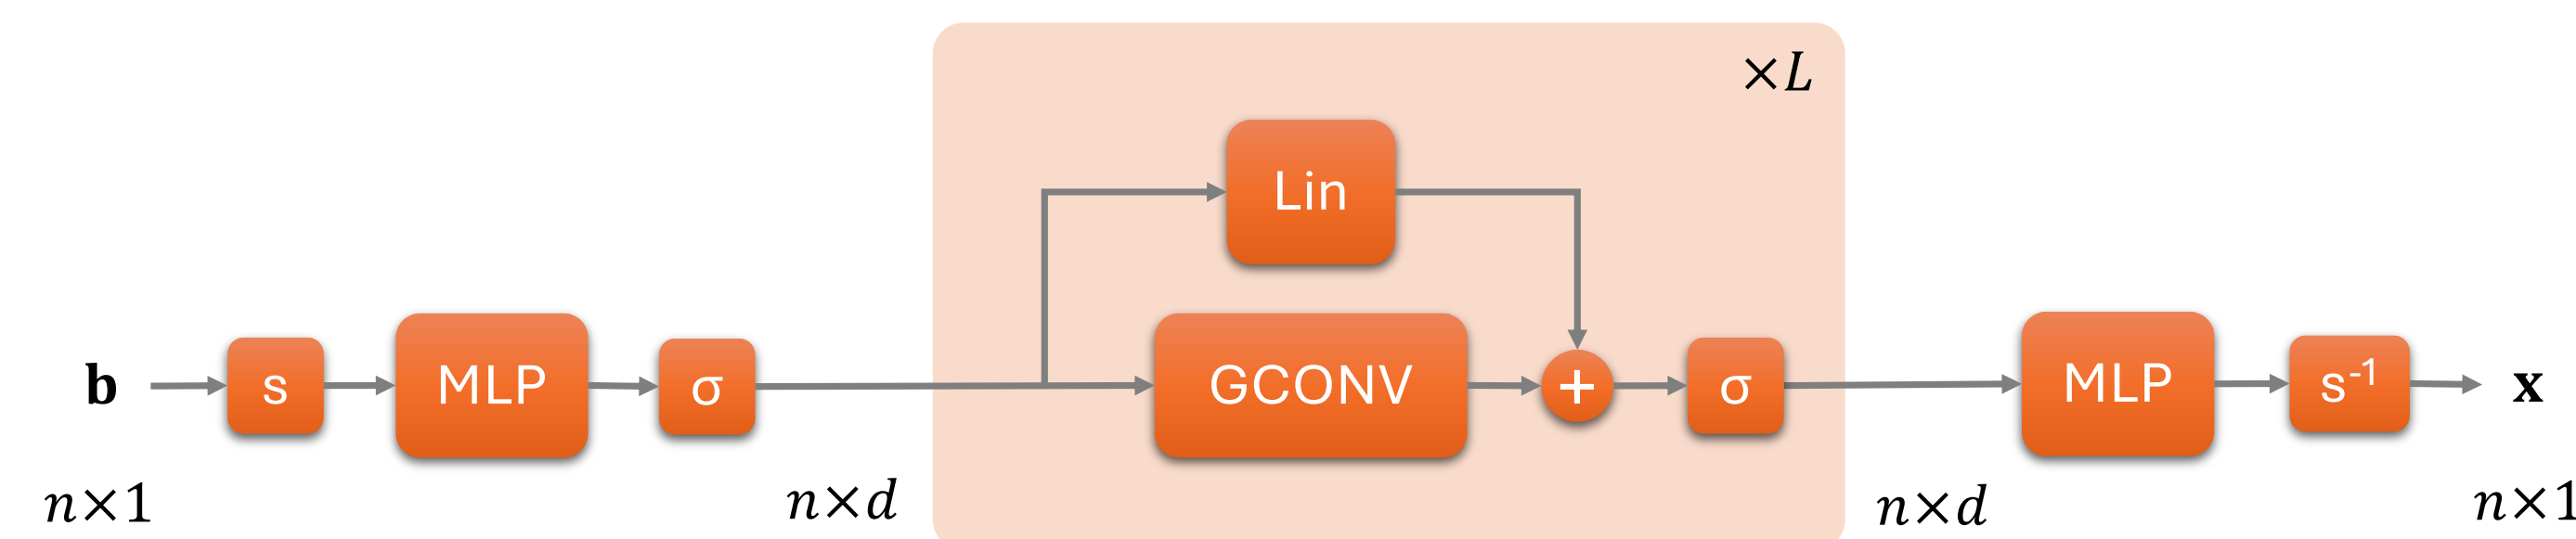 ×L
Lin
b
s
MLP
σ
GCONV
+
σ
MLP
s⁻¹
x
n×1
n×d
n×d
n×1